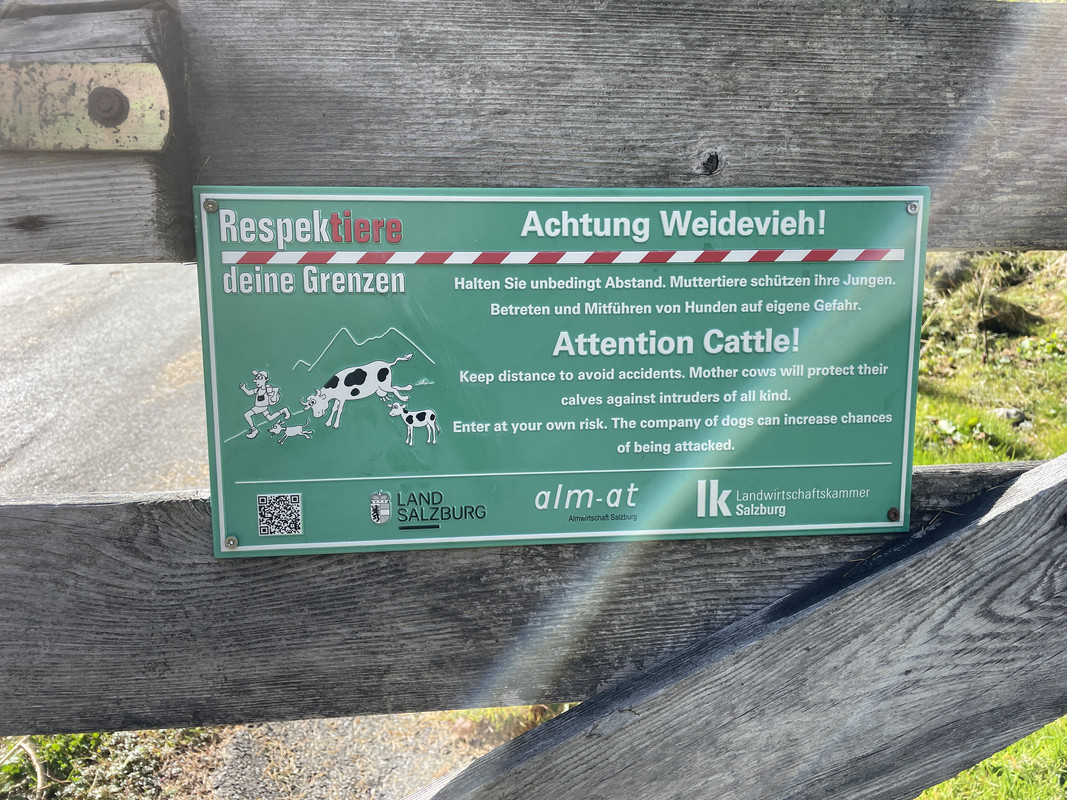 Respektiere
deine Grenzen
Achtung Weidevieh!
Halten Sie unbedingt Abstand. Muttertiere schützen ihre Jungen.
Betreten und Mitführen von Hunden auf eigene Gefahr.
Attention Cattle!
Keep distance to avoid accidents. Mother cows will protect their
calves against intruders of all kind.
Enter at your own risk. The company of dogs can increase chances
of being attacked.
LAND
SALZBURG
alm-at
Almwirtschaft Salzburg
lk Landwirtschaftskammer
Salzburg